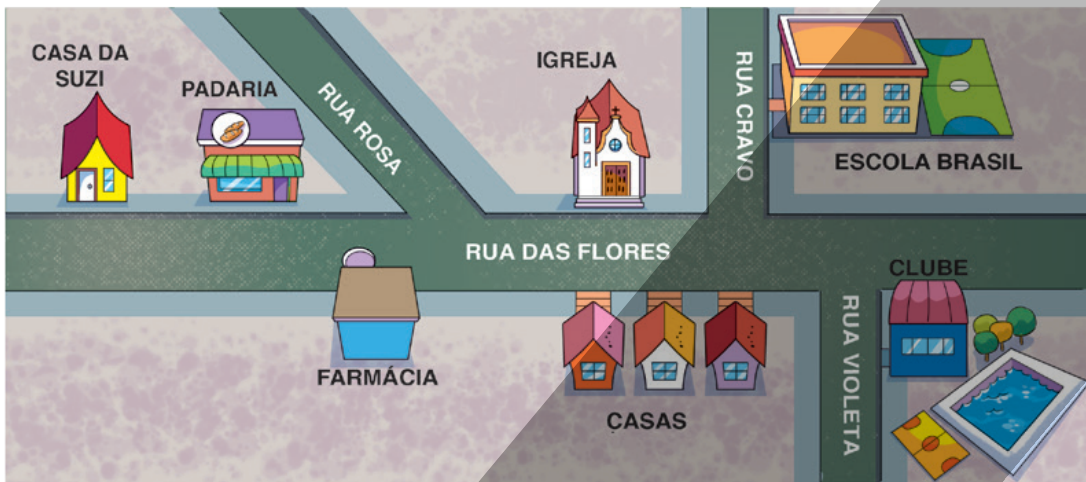 CASA DA
SUZI
PADARIA
RUA ROSA
IGREJA
RUA CRAVO
ESCOLA BRASIL
RUA DAS FLORES
CLUBE
FARMÁCIA
CASAS
RUA VIOLETA